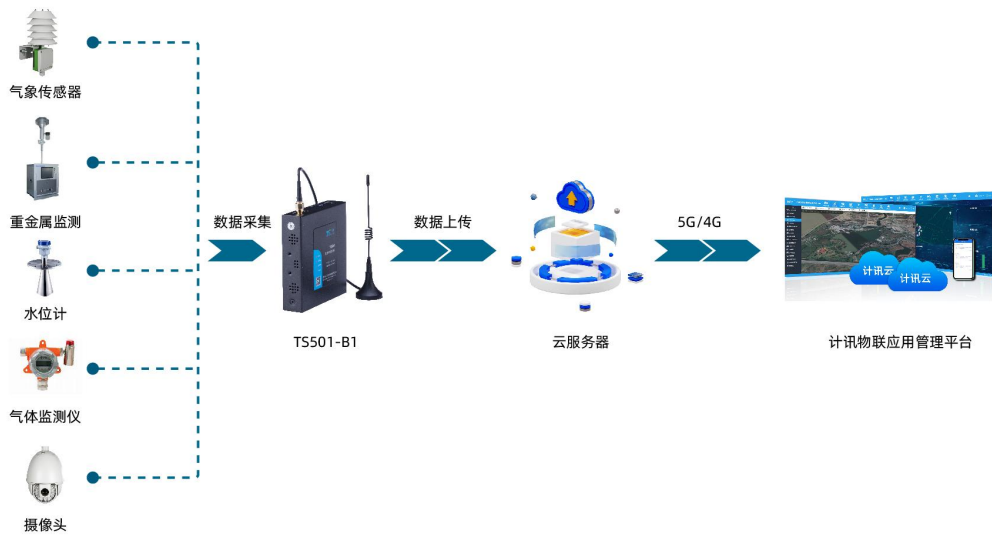 气象传感器
重金属监测
水位计
气体监测仪
摄像头
数据采集
TS501-B1
数据上传
云服务器
5G/4G
计讯云
计讯云
计讯物联应用管理平台